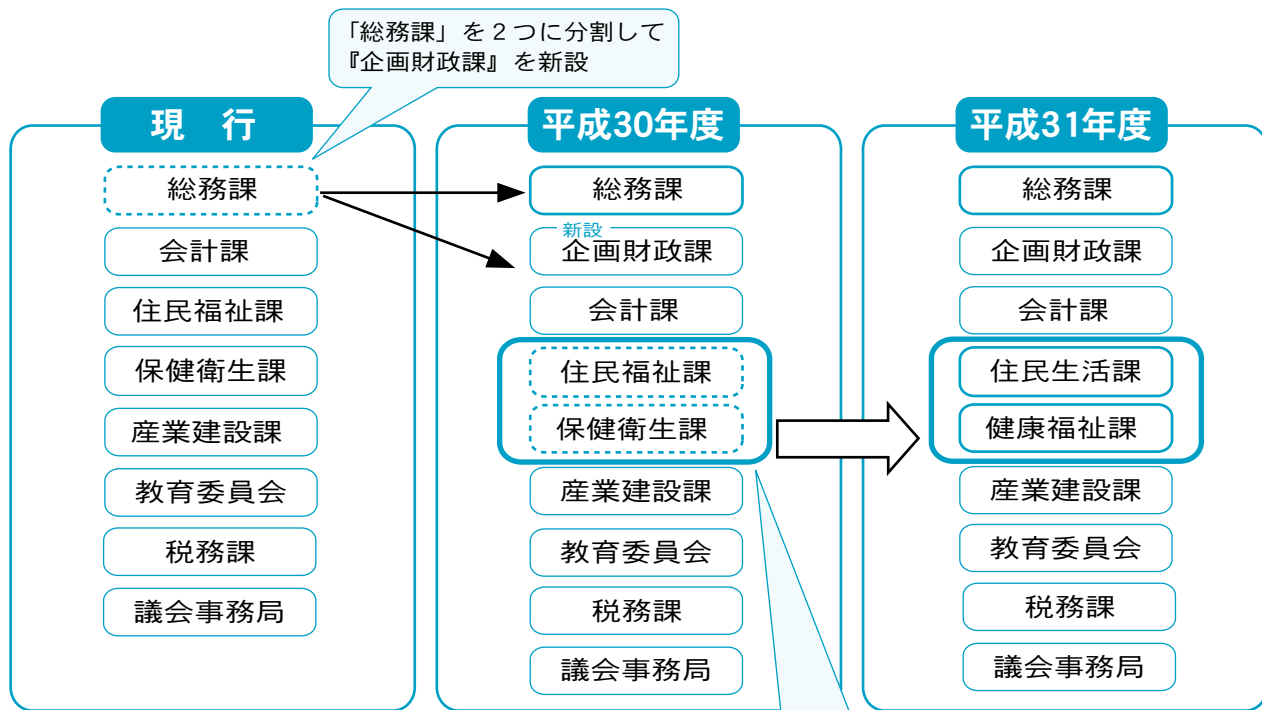 「総務課」を２つに分割して
『企画財政課』を新設
現　行
総務課
会計課
住民福祉課
保健衛生課
産業建設課
教育委員会
税務課
議会事務局
平成30年度
総務課
新設
企画財政課
会計課
住民福祉課
保健衛生課
産業建設課
教育委員会
税務課
議会事務局
平成31年度
総務課
企画財政課
会計課
住民生活課
健康福祉課
産業建設課
教育委員会
税務課
議会事務局